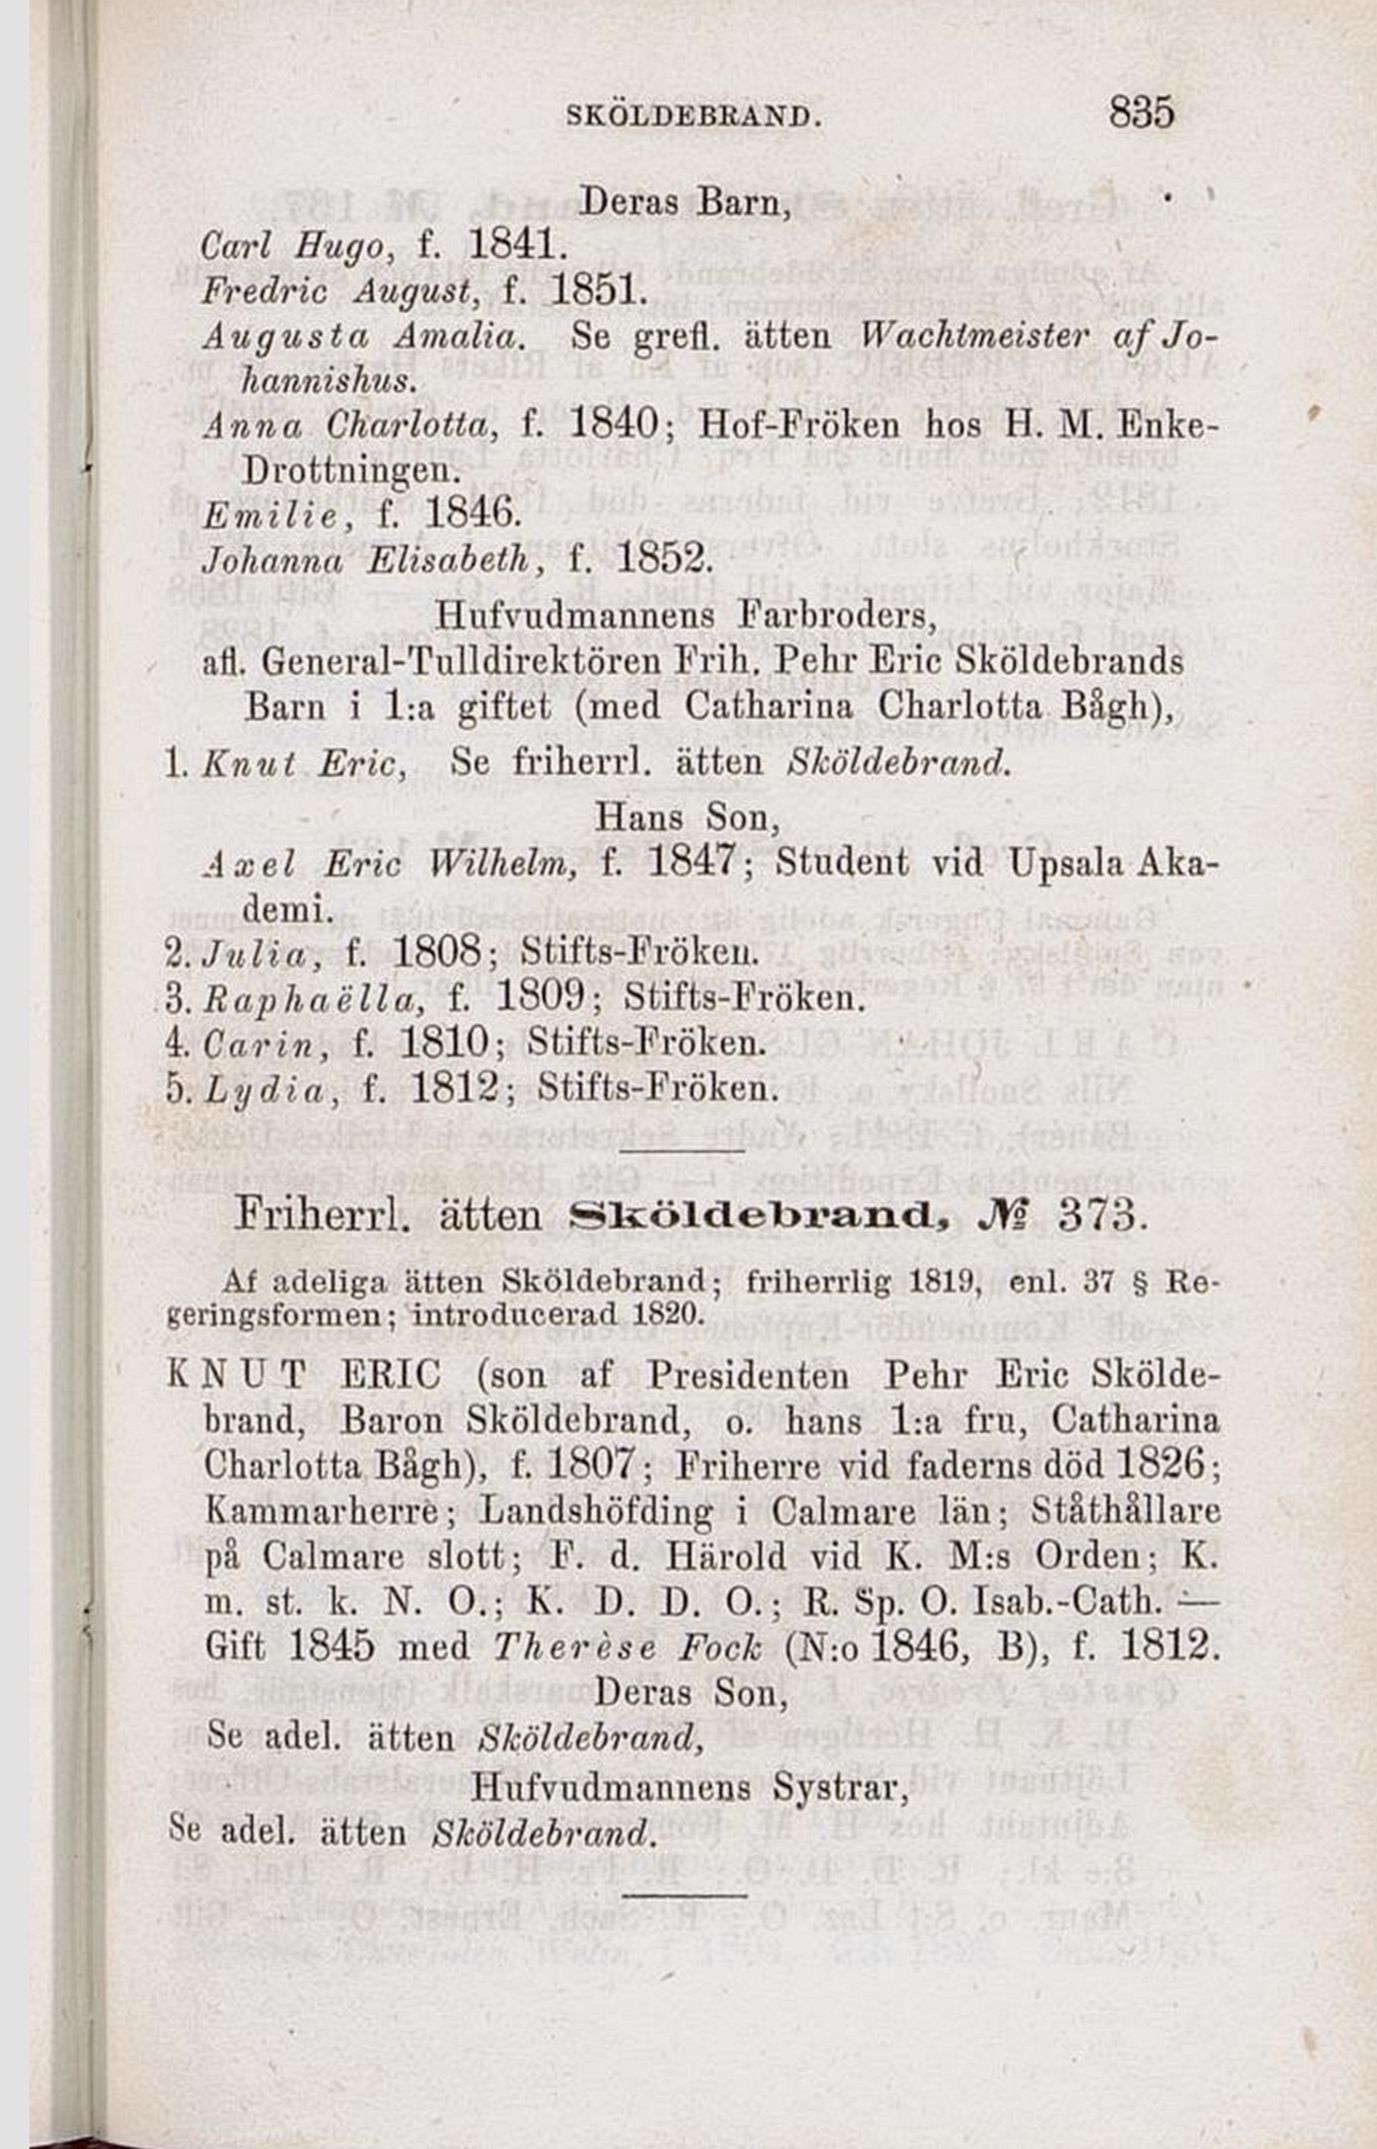 SKÖLDEBRAND. 835
Deras Barn,
Carl Hugo, f. 1841.
Fredric August, f. 1851.
Augusta Amalia. Se grefl. ätten Wachtmeister af Jo-
hannishus.
Anna Charlotta, f. 1840; Hof-Fröken hos H. M. Enke-
Drottningen.
Emilie, f. 1846.
Johanna Elisabeth, f. 1852.
Hufvudmannens Farbroders,
afl. General-Tulldirektören Frih. Pehr Eric Sköldebrands
Barn i 1:a giftet (med Catharina Charlotta Bågh),
1. Knut Eric, Se friherrl. ätten Sköldebrand.
Hans Son,
Axel Eric Wilhelm, f. 1847; Student vid Upsala Aka-
demi.
2. Julia, f. 1808; Stifts-Fröken.
3. Raphaëlla, f. 1809; Stifts-Fröken.
4. Carin, f. 1810; Stifts-Fröken.
5. Lydia, f. 1812; Stifts-Fröken.
Friherrl. ätten Sköldebrand, № 373.
Af adeliga ätten Sköldebrand; friherrlig 1819, enl. 37 § Re-
geringsformen; introducerad 1820.
KNUT ERIC (son af Presidenten Pehr Eric Skölde-
brand, Baron Sköldebrand, o. hans 1:a fru, Catharina
Charlotta Bågh), f. 1807; Friherre vid faderns död 1826;
Kammarherre; Landshöfding i Calmare län; Ståthållare
på Calmare slott; F. d. Härold vid K. M:s Orden; K.
m. st. k. N. O.; K. D. D. O.; R. Sp. O. Isab.-Cath. —
Gift 1845 med Therèse Fock (N:o 1846, B), f. 1812.
Deras Son,
Se adel. ätten Sköldebrand,
Hufvudmannens Systrar,
Se adel. ätten Sköldebrand.